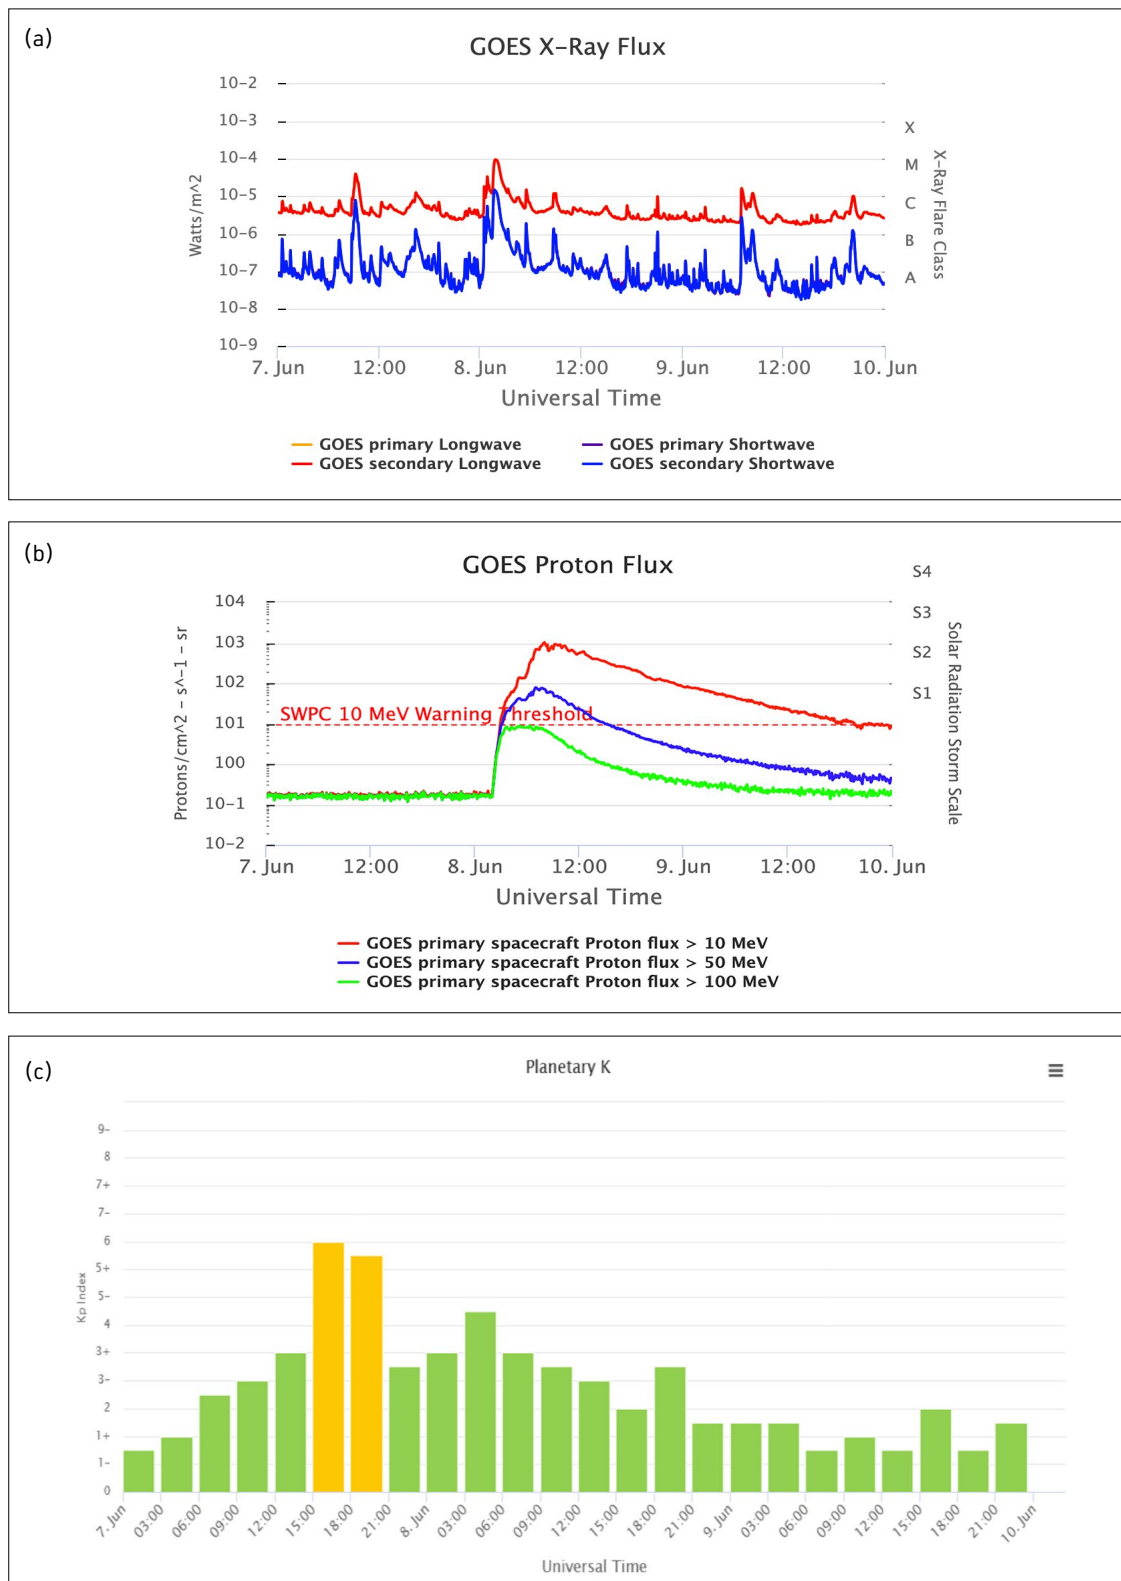 (a)
GOES X-Ray Flux
10-2
10-3
10-4
10-5
10-6
10-7
10-8
10-9
Watts/m^2
X
M
C
B
A
X-Ray Flare Class
7. Jun 12:00 8. Jun 12:00 9. Jun 12:00 10. Jun
Universal Time
GOES primary Longwave GOES primary Shortwave
GOES secondary Longwave GOES secondary Shortwave
(b)
GOES Proton Flux
104
103
102
101
100
10-1
10-2
Protons/cm^2 - s^-1 - sr
SWPC 10 MeV Warning Threshold
S4
S3
S2
S1
Solar Radiation Storm Scale
7. Jun 12:00 8. Jun 12:00 9. Jun 12:00 10. Jun
Universal Time
GOES primary spacecraft Proton flux > 10 MeV
GOES primary spacecraft Proton flux > 50 MeV
GOES primary spacecraft Proton flux > 100 MeV
(c)
Planetary K
9-
8
7+
7-
6
5+
5-
4
3+
3-
2
1+
1-
0
Kp Index
7. Jun 03:00 06:00 09:00 12:00 15:00 18:00 21:00 8. Jun 03:00 06:00 09:00 12:00 15:00 18:00 21:00 9. Jun 03:00 06:00 09:00 12:00 15:00 18:00 21:00 10. Jun
Universal Time